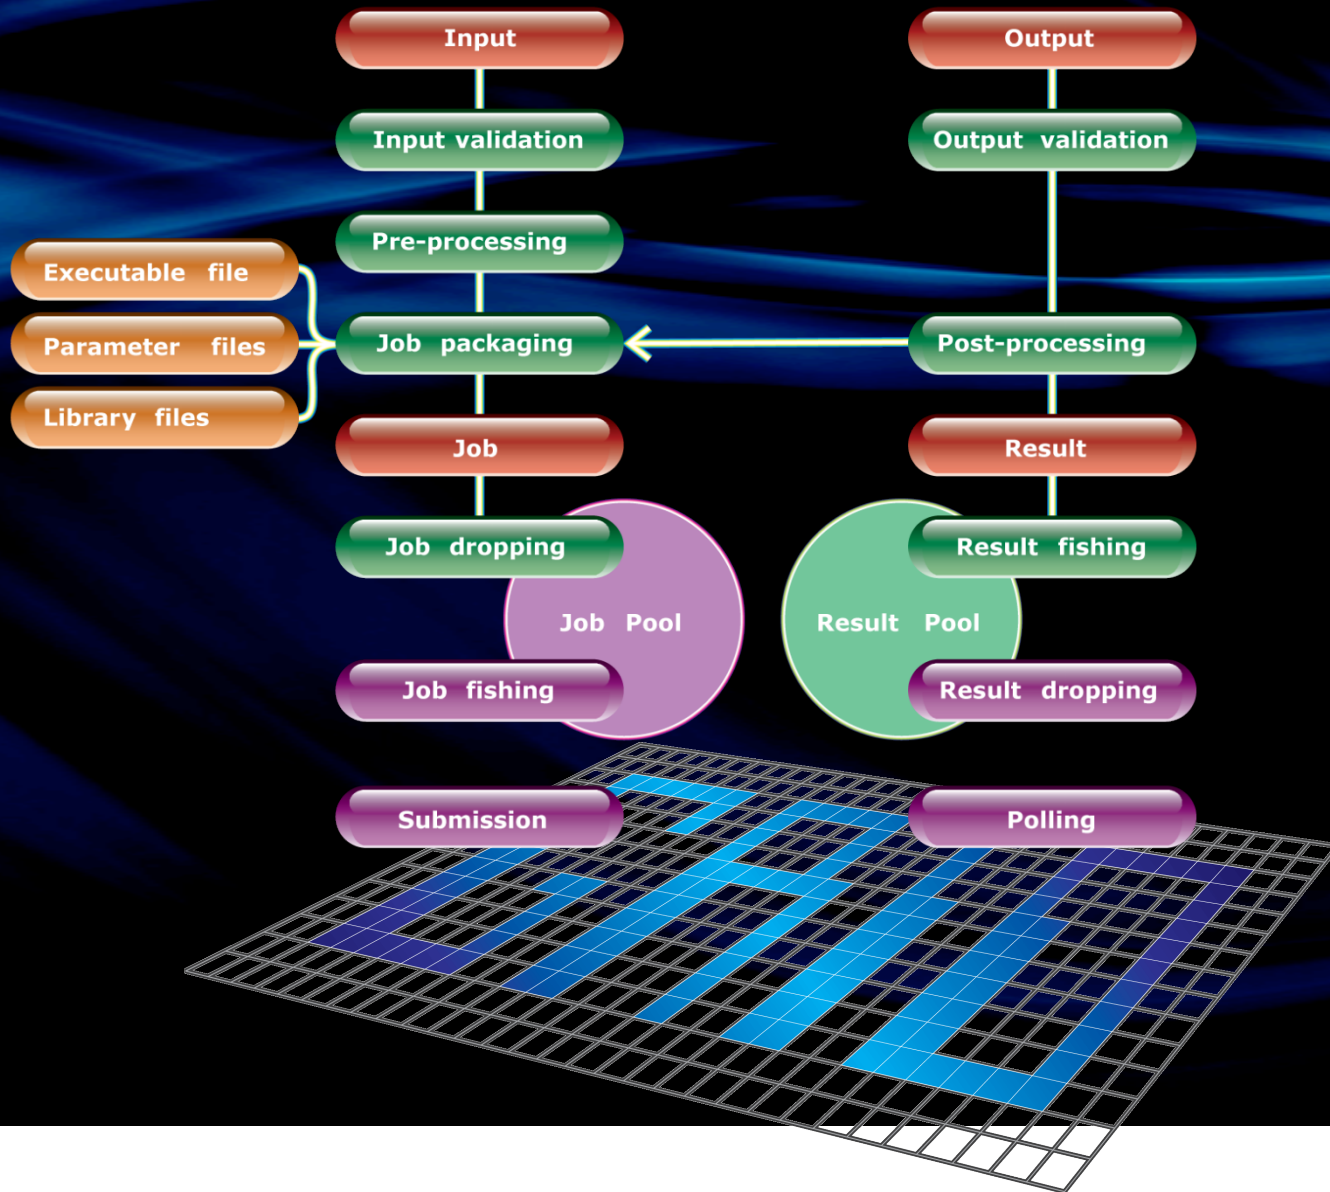 Input
Output
Input validation
Output validation
Pre-processing
Executable file
Parameter files
Library files
Job packaging
Post-processing
Job
Result
Job dropping
Result fishing
Job Pool
Result Pool
Job fishing
Result dropping
Submission
Polling
GRID